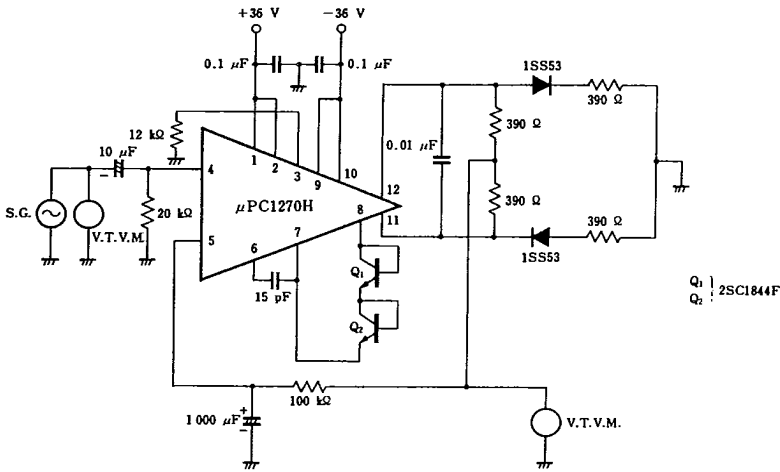 +36 V
−36 V
0.1 µF
0.1 µF
1SS53
390 Ω
12 kΩ
390 Ω
0.01 µF
10 µF
−
1
2
3
9
10
4
12
µPC1270H
11
8
S.G.
V.T.V.M.
20 kΩ
390 Ω
390 Ω
5
6
7
1SS53
15 pF
Q₁
Q₂
Q₁
Q₂
2SC1844F
100 kΩ
1 000 µF
+
−
V.T.V.M.